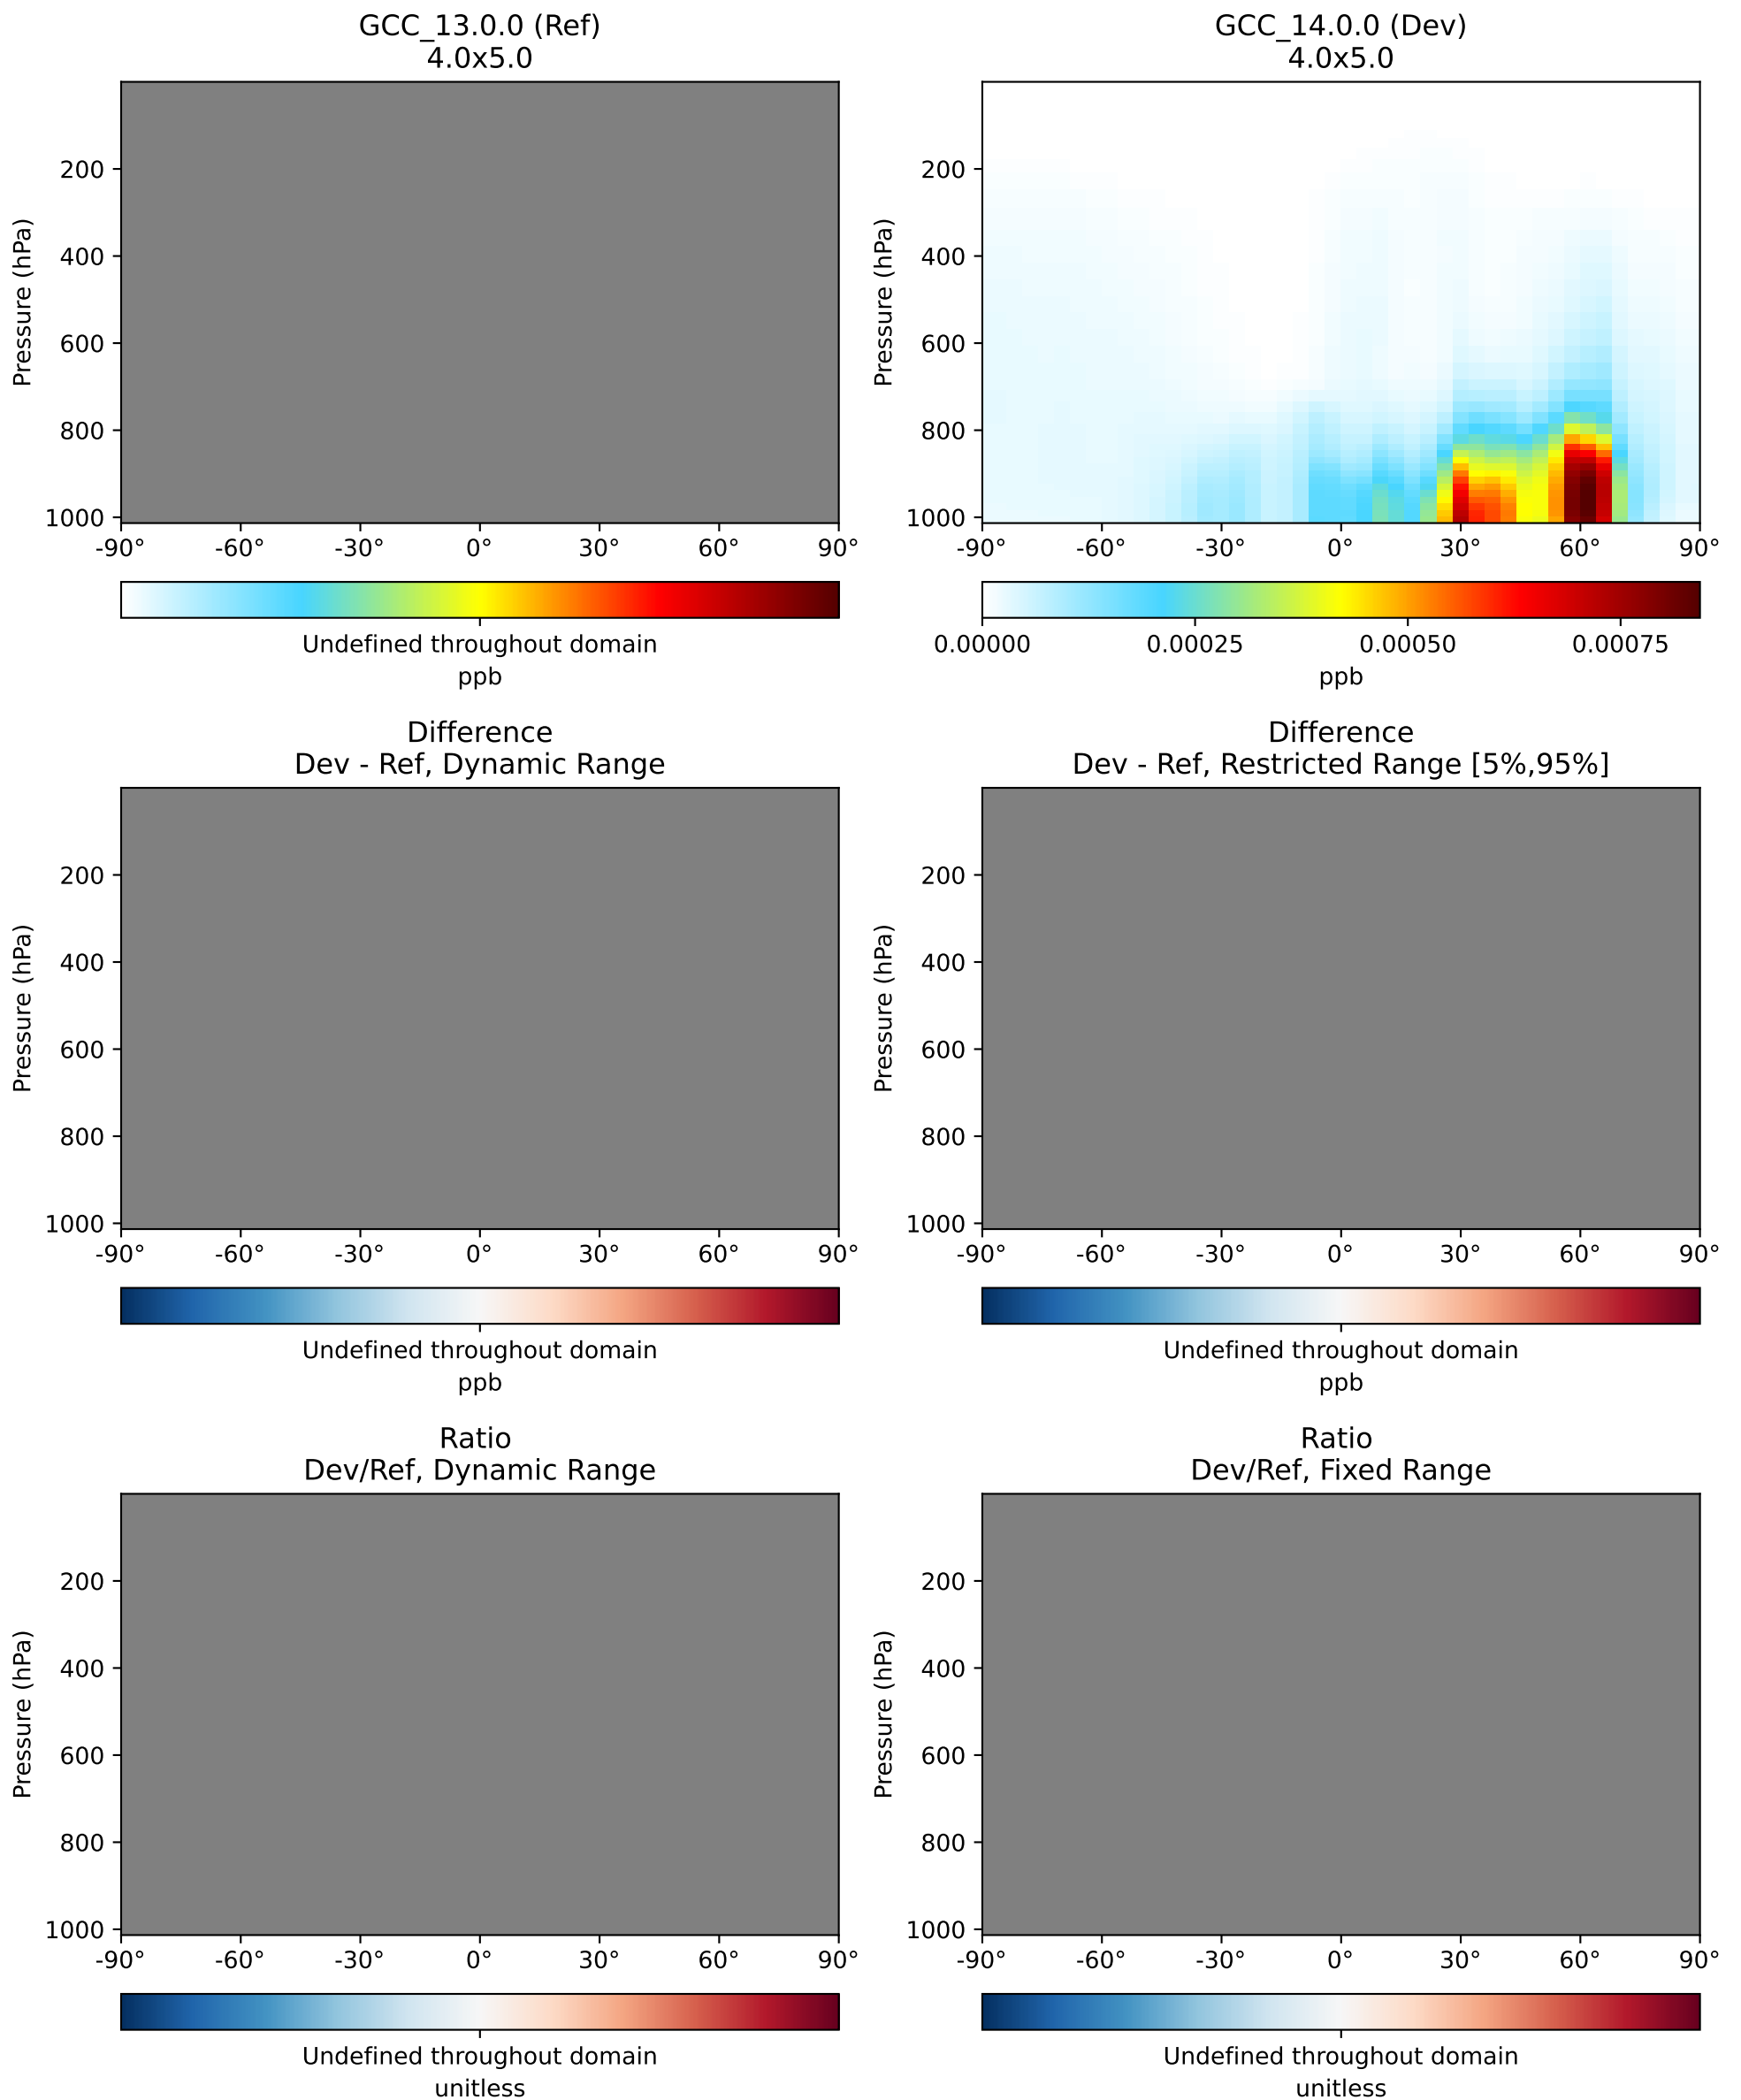 GCC_13.0.0 (Ref)
4.0x5.0
Pressure (hPa)
200
400
600
800
1000
-90° -60° -30° 0° 30° 60° 90°
Undefined throughout domain
ppb
GCC_14.0.0 (Dev)
4.0x5.0
Pressure (hPa)
200
400
600
800
1000
-90° -60° -30° 0° 30° 60° 90°
0.00000 0.00025 0.00050 0.00075
ppb
Difference
Dev - Ref, Dynamic Range
Pressure (hPa)
200
400
600
800
1000
-90° -60° -30° 0° 30° 60° 90°
Undefined throughout domain
ppb
Difference
Dev - Ref, Restricted Range [5%,95%]
Pressure (hPa)
200
400
600
800
1000
-90° -60° -30° 0° 30° 60° 90°
Undefined throughout domain
ppb
Ratio
Dev/Ref, Dynamic Range
Pressure (hPa)
200
400
600
800
1000
-90° -60° -30° 0° 30° 60° 90°
Undefined throughout domain
unitless
Ratio
Dev/Ref, Fixed Range
Pressure (hPa)
200
400
600
800
1000
-90° -60° -30° 0° 30° 60° 90°
Undefined throughout domain
unitless